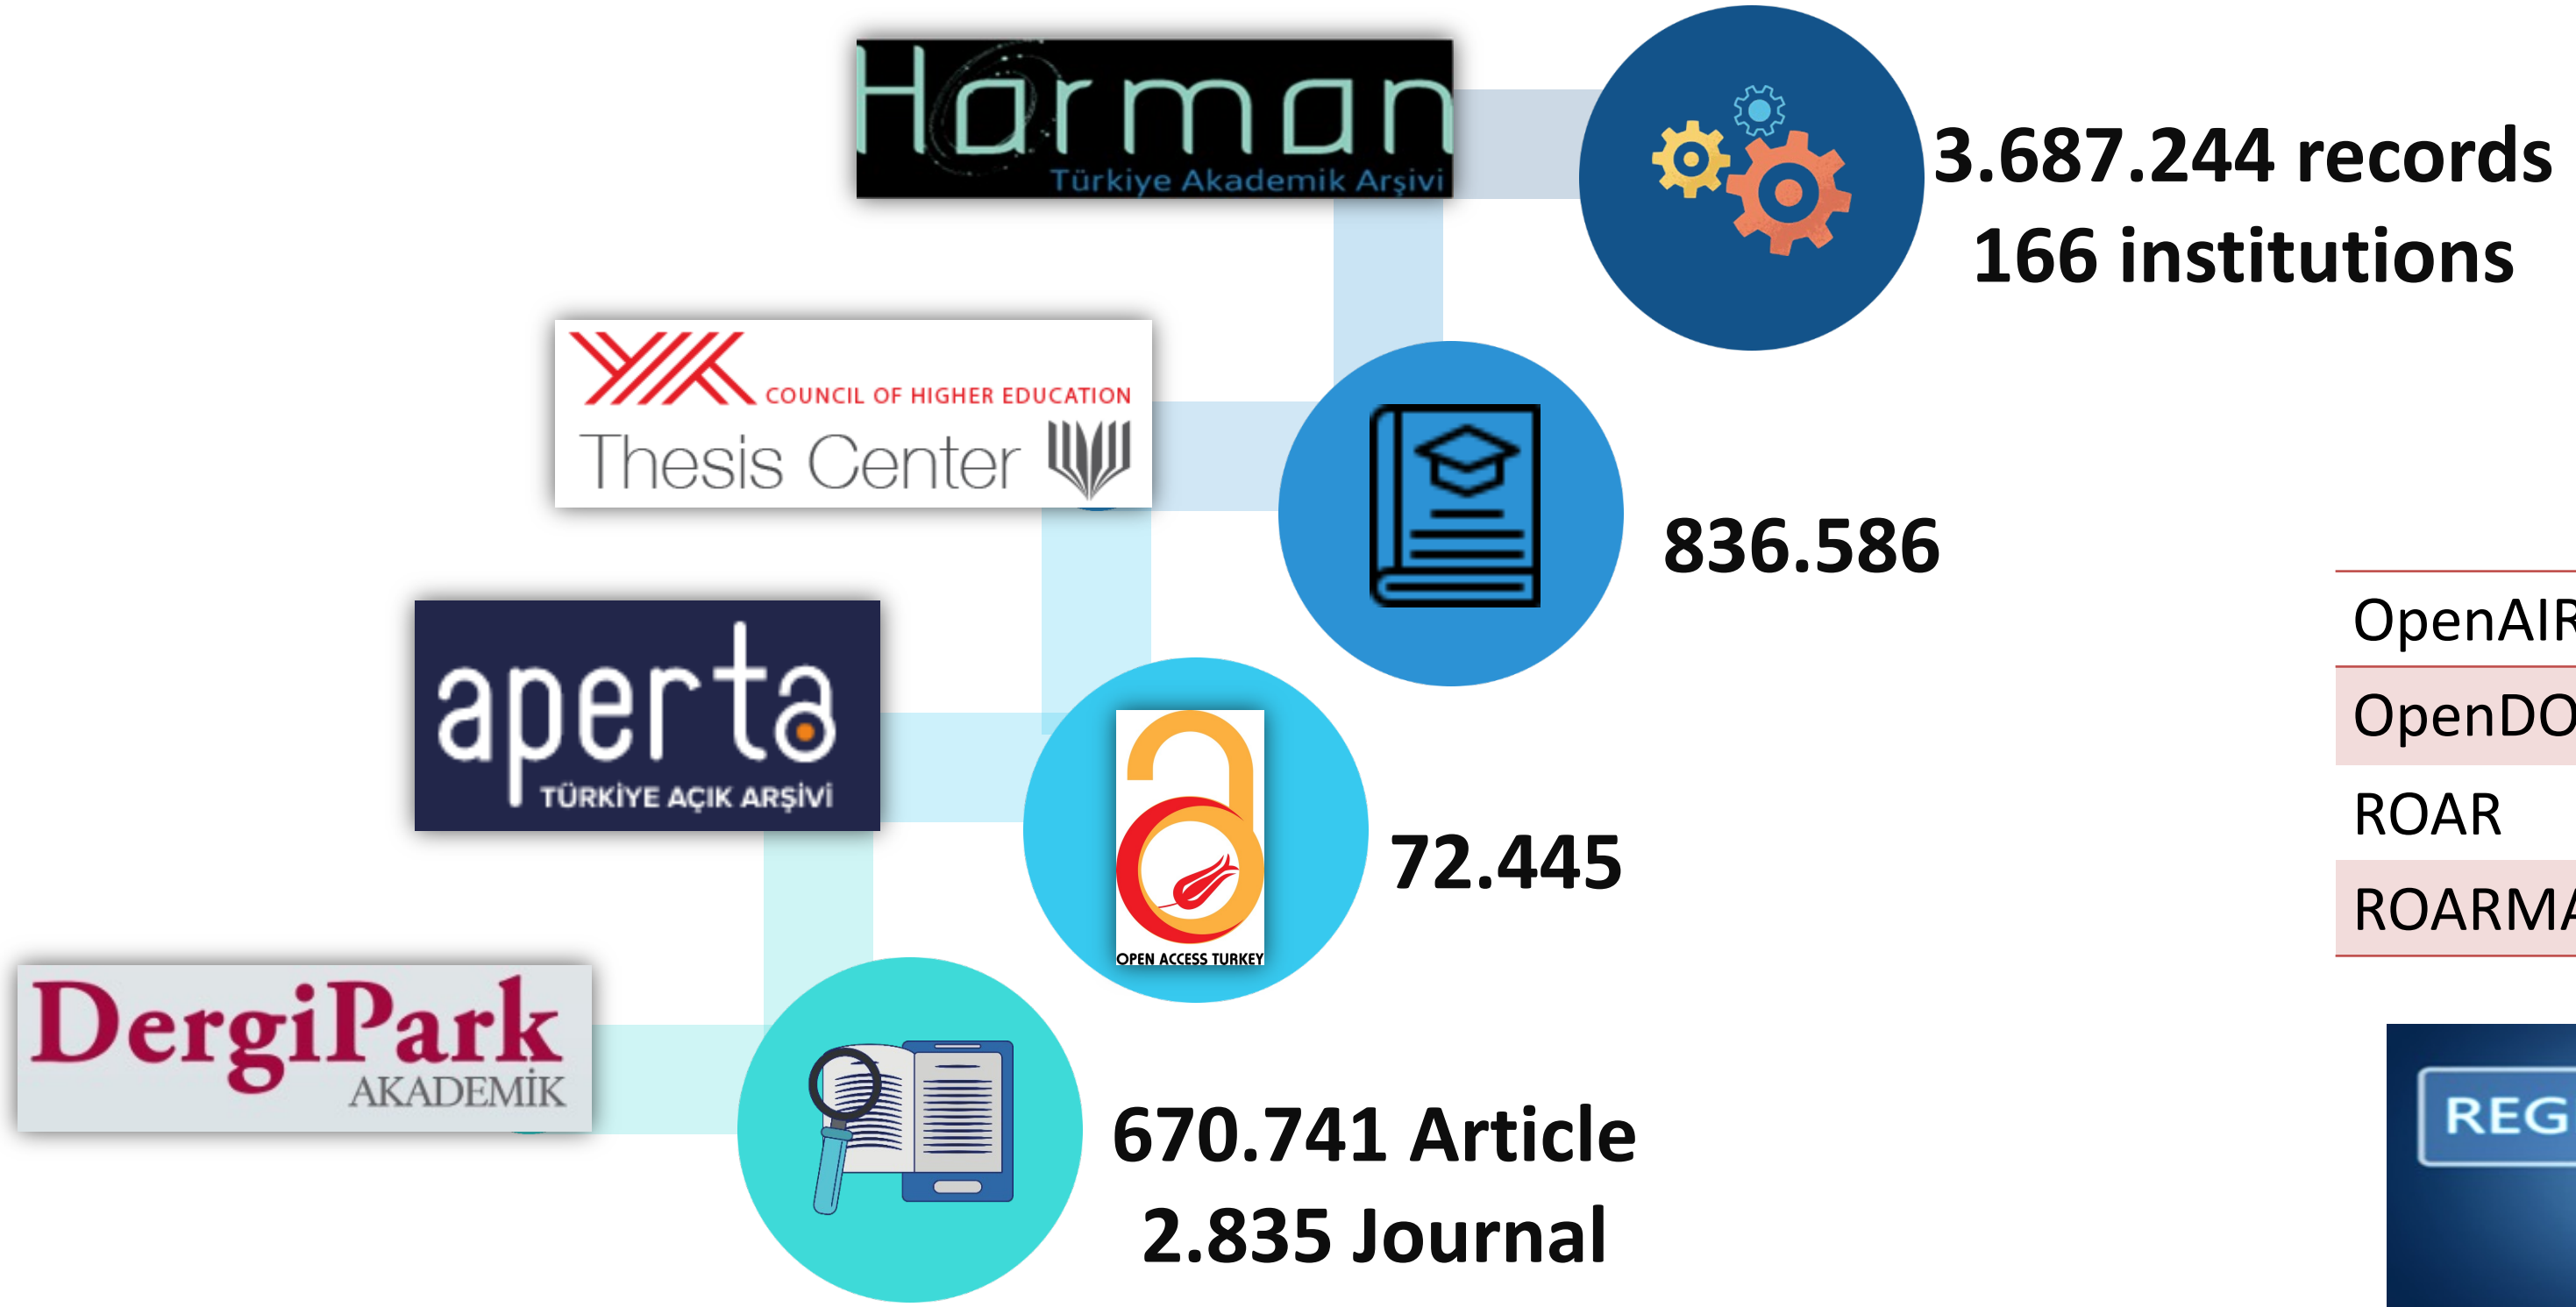 Harman
Türkiye Akademik Arşivi
3.687.244 records
166 institutions
COUNCIL OF HIGHER EDUCATION
Thesis Center
836.586
aperta
TÜRKİYE AÇIK ARŞİVİ
OPEN ACCESS TURKEY
72.445
DergiPark
AKADEMİK
670.741 Article
2.835 Journal
ROAR